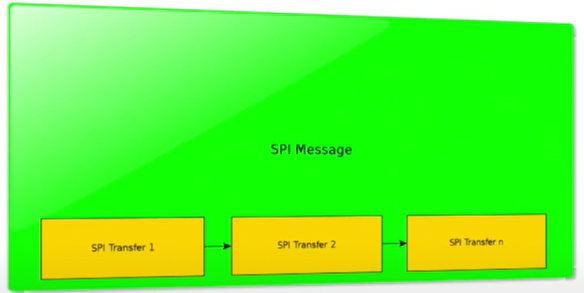 SPI Message
SPI Transfer 1
SPI Transfer 2
SPI Transfer n